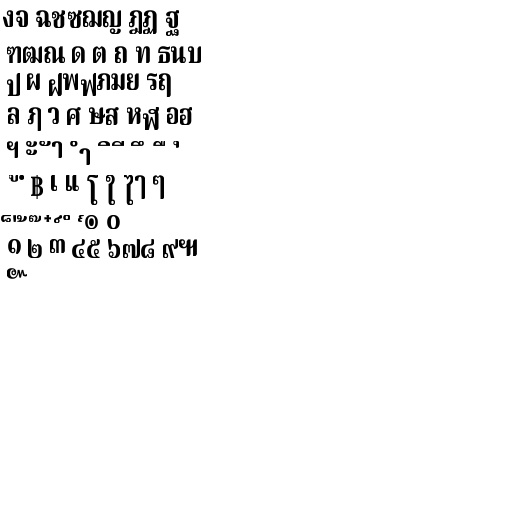 งจ ฉชซฌญ ฎฏ ฐ
ฑฒณ ด ต ถ ท ธนบ
ป ผ ฝพฟภมย รฤ
ล ฦ ว ศ ษส หฬ อฮ
ฯ ะ ั า ำ ิ ี ึ ื ุ
ู ฺ ฿ เ แ โ ใ ไๅ ๆ
็ ่ ้ ๊ ๋ ์ ํ ๎ ๏ ๐
๑ ๒ ๓ ๔๕ ๖๗๘ ๙๚
๛